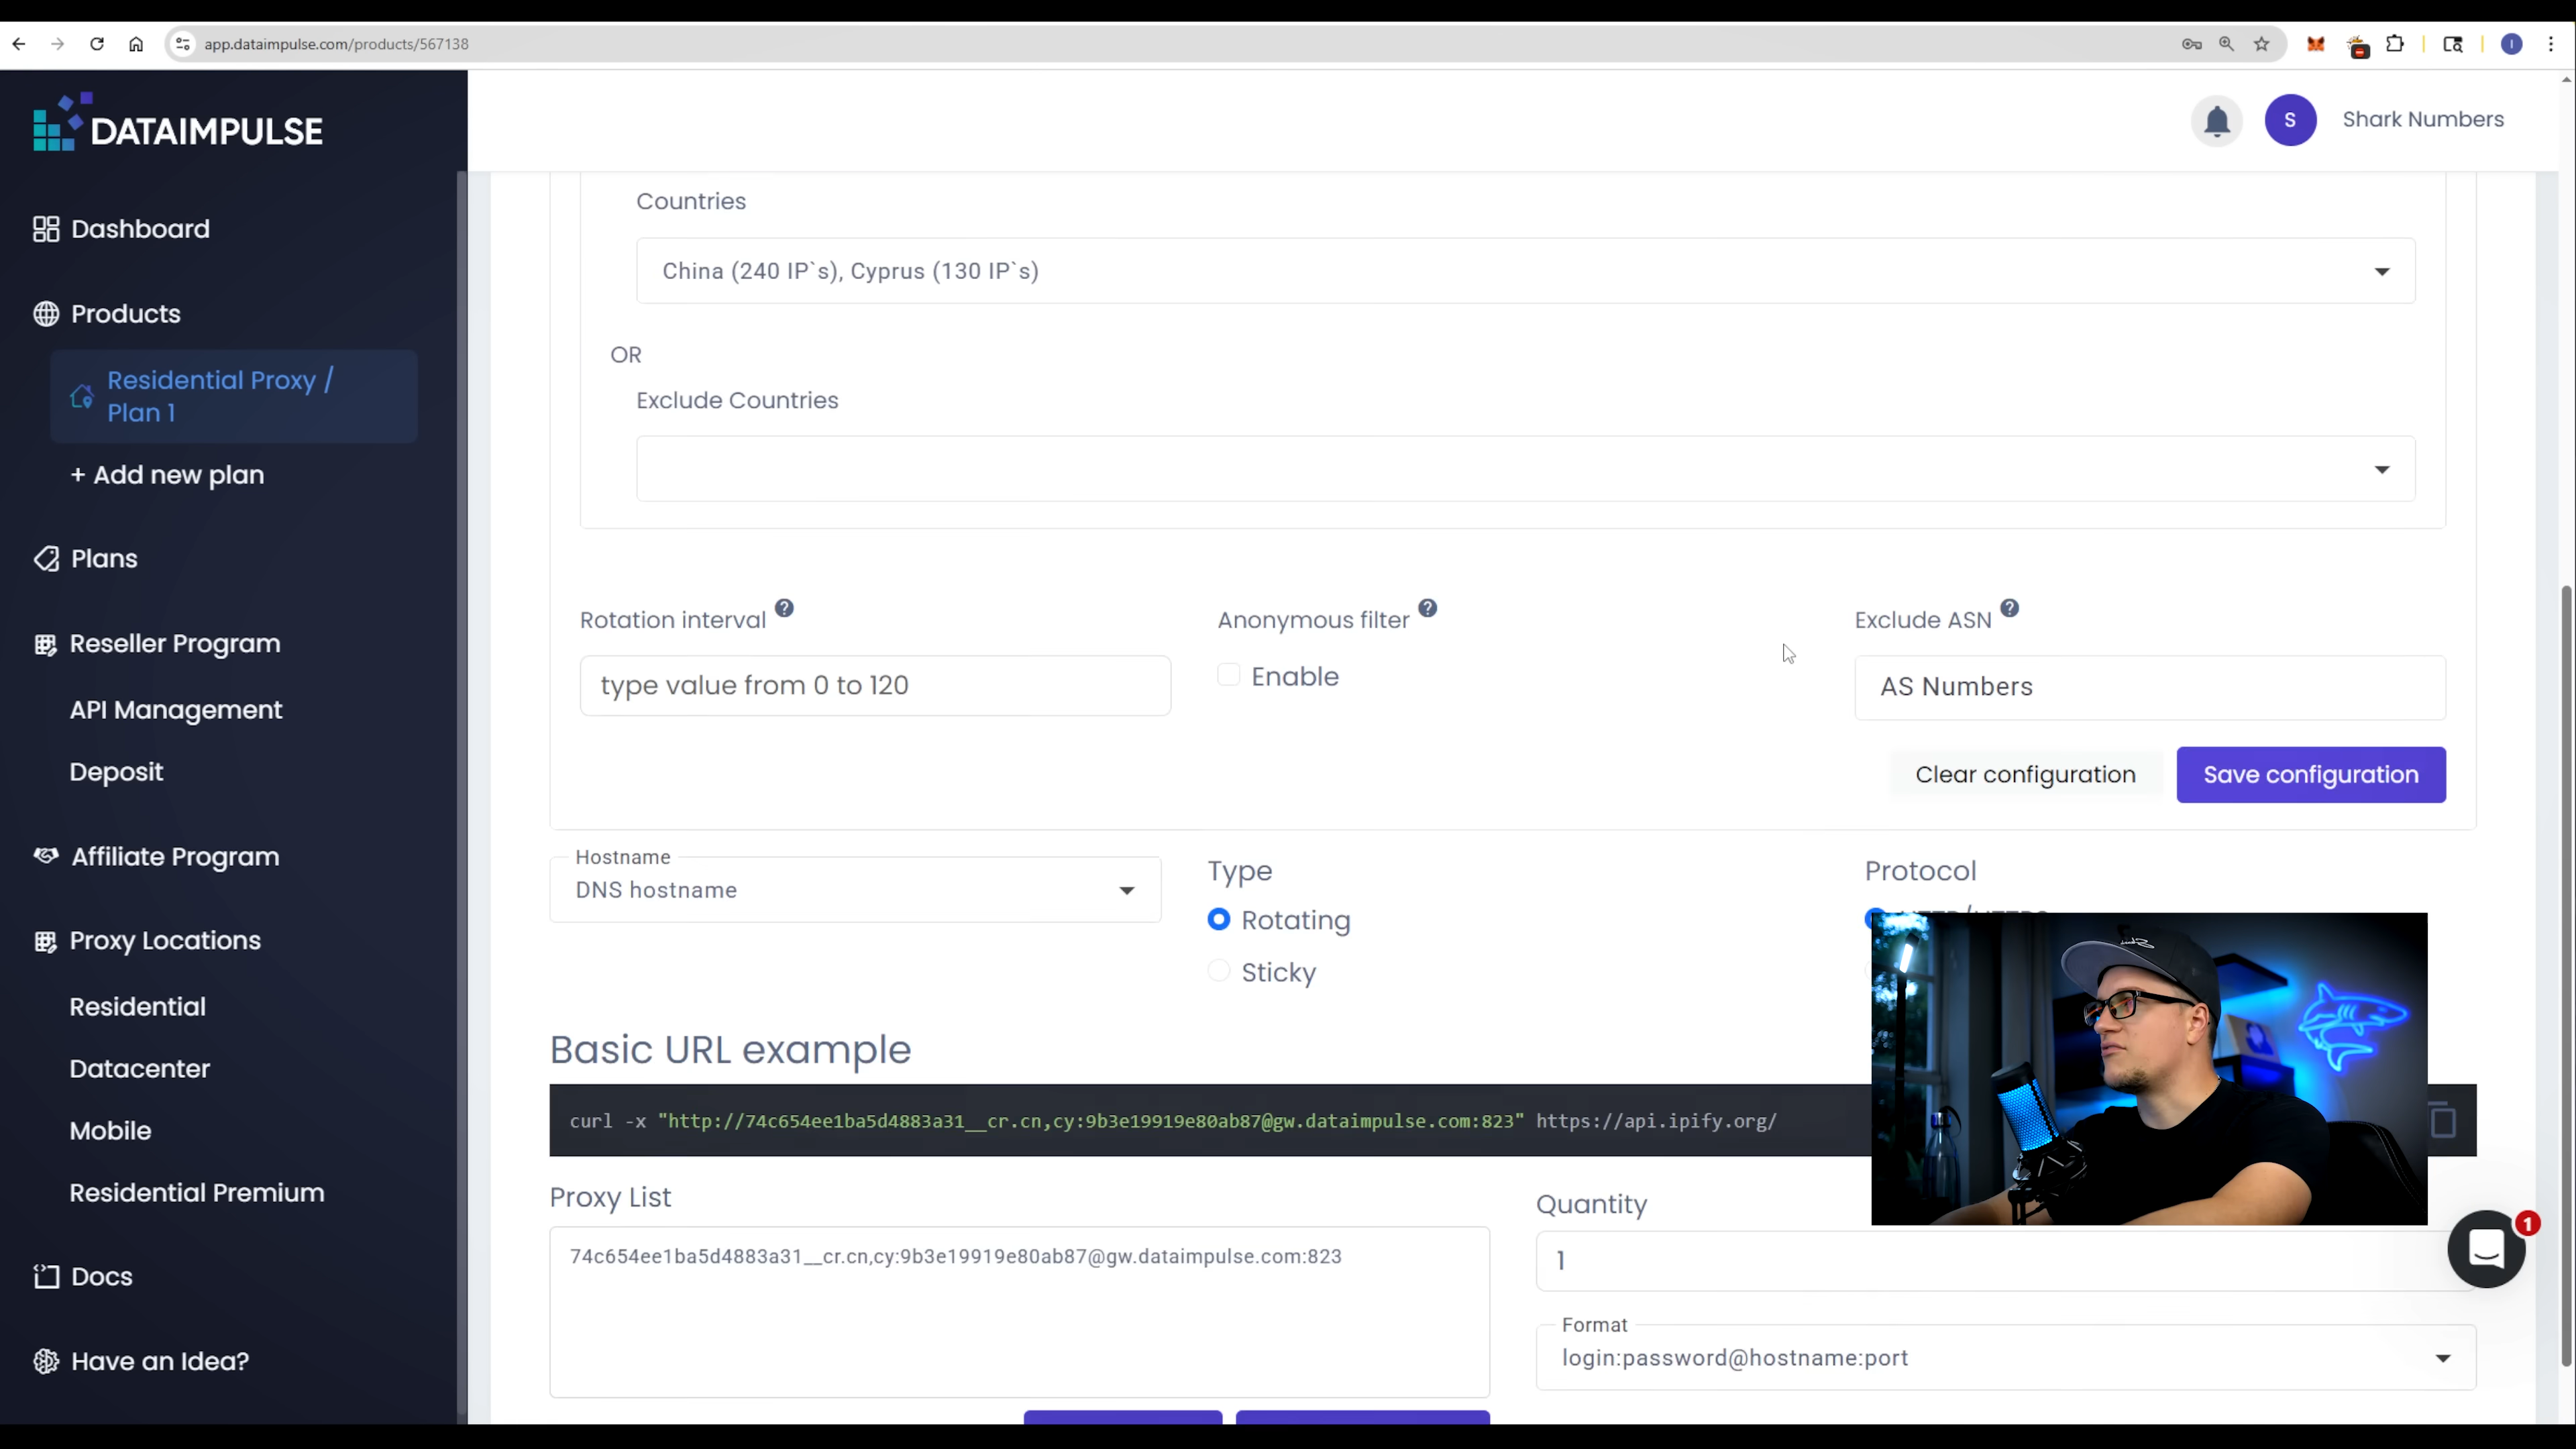 app.dataimpulse.com/products/567138
I
DATAIMPULSE
S
Shark Numbers
Dashboard
Products
Residential Proxy /
Plan 1
+ Add new plan
Plans
Reseller Program
API Management
Deposit
Affiliate Program
Proxy Locations
Residential
Datacenter
Mobile
Residential Premium
Docs
Have an Idea?
Countries
China (240 IP`s), Cyprus (130 IP`s)
OR
Exclude Countries
Rotation interval ?
Anonymous filter ?
Exclude ASN ?
type value from 0 to 120
Enable
AS Numbers
Clear configuration
Save configuration
Hostname
DNS hostname
Type
Rotating
Sticky
Protocol
Basic URL example
curl -x "http://74c654ee1ba5d4883a31__cr.cn,cy:9b3e19919e80ab87@gw.dataimpulse.com:823" https://api.ipify.org/
Proxy List
74c654ee1ba5d4883a31__cr.cn,cy:9b3e19919e80ab87@gw.dataimpulse.com:823
Quantity
1
Format
login:password@hostname:port
1